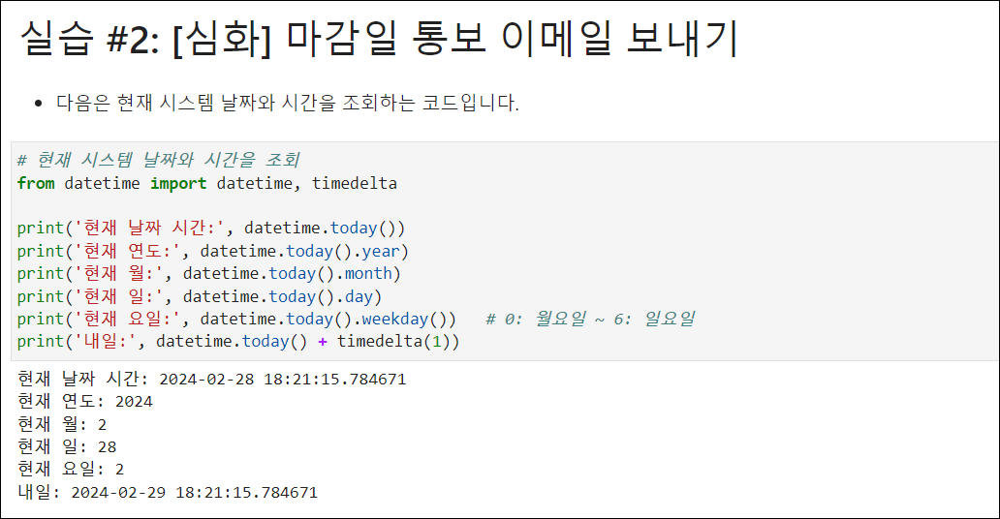 실습 #2: [심화] 마감일 통보 이메일 보내기
• 다음은 현재 시스템 날짜와 시간을 조회하는 코드입니다.
# 현재 시스템 날짜와 시간을 조회
from datetime import datetime, timedelta
print('현재 날짜 시간:', datetime.today())
print('현재 연도:', datetime.today().year)
print('현재 월:', datetime.today().month)
print('현재 일:', datetime.today().day)
print('현재 요일:', datetime.today().weekday())   # 0: 월요일 ~ 6: 일요일
print('내일:', datetime.today() + timedelta(1))
현재 날짜 시간: 2024-02-28 18:21:15.784671
현재 연도: 2024
현재 월: 2
현재 일: 28
현재 요일: 2
내일: 2024-02-29 18:21:15.784671